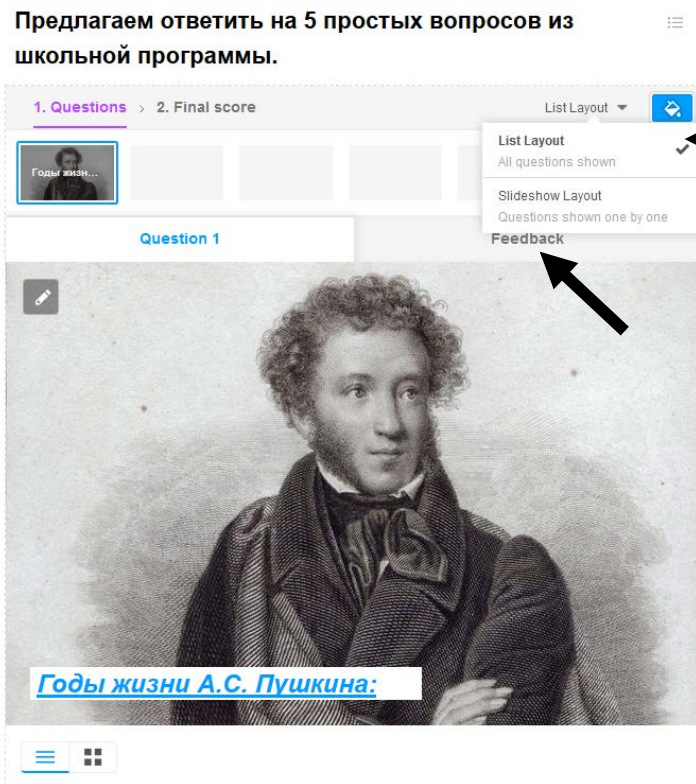 Предлагаем ответить на 5 простых вопросов из
школьной программы.
1. Questions > 2. Final score
List Layout
List Layout
All questions shown
Slideshow Layout
Questions shown one by one
Годы жизн...
Question 1
Feedback
Годы жизни А.С. Пушкина: